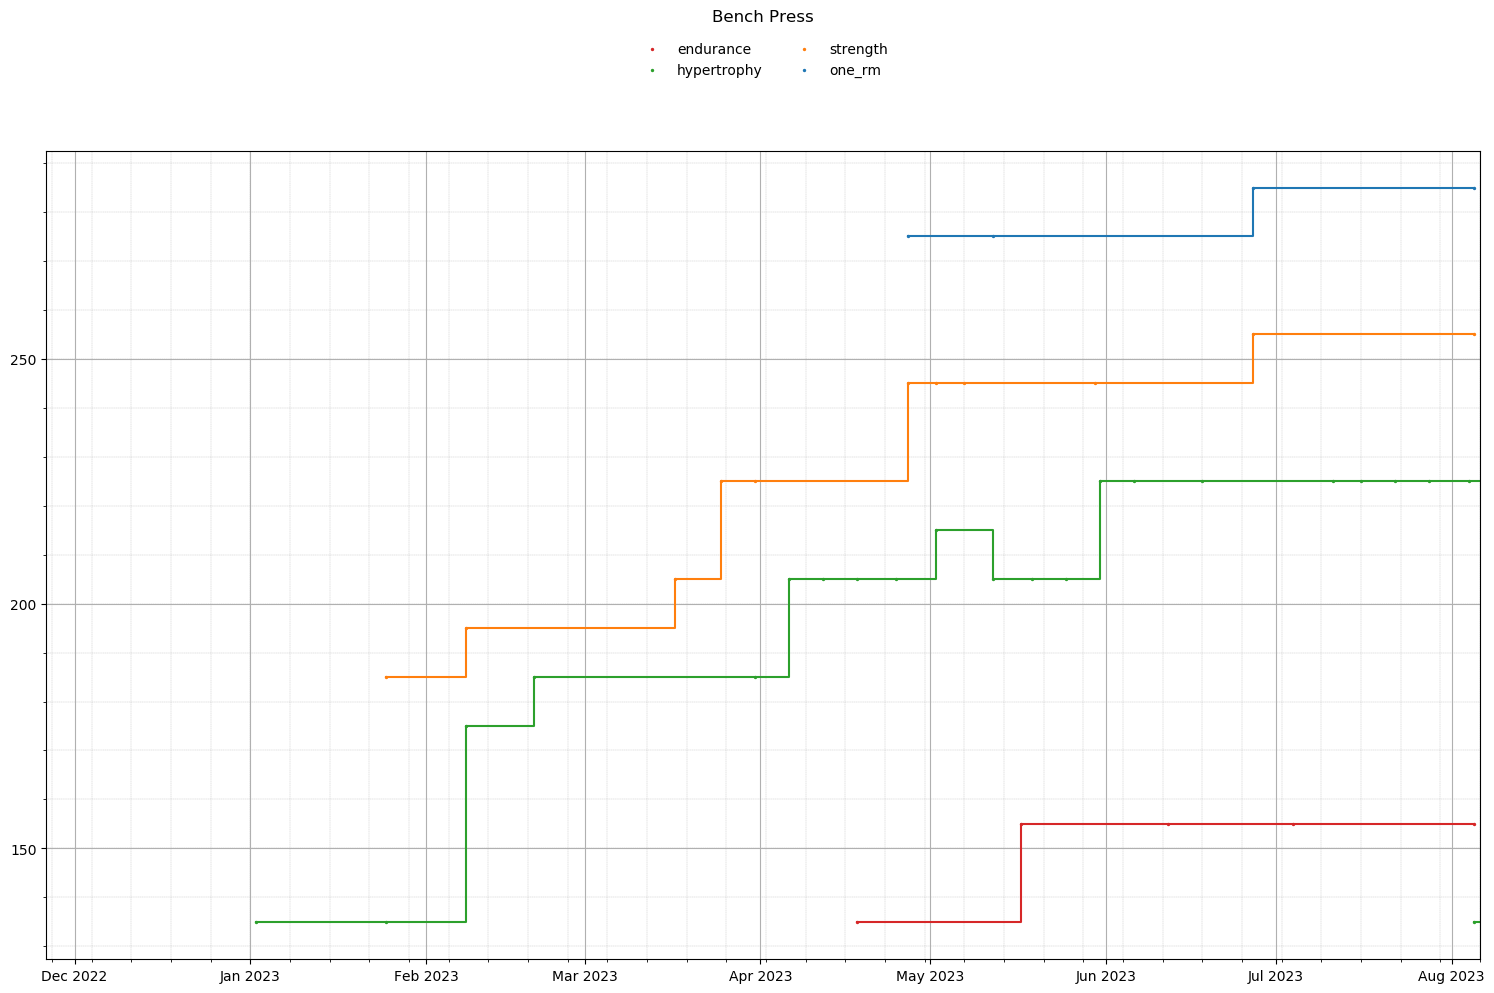 Bench Press
endurance strength
hypertrophy one_rm
250
200
150
Dec 2022 Jan 2023 Feb 2023 Mar 2023 Apr 2023 May 2023 Jun 2023 Jul 2023 Aug 2023